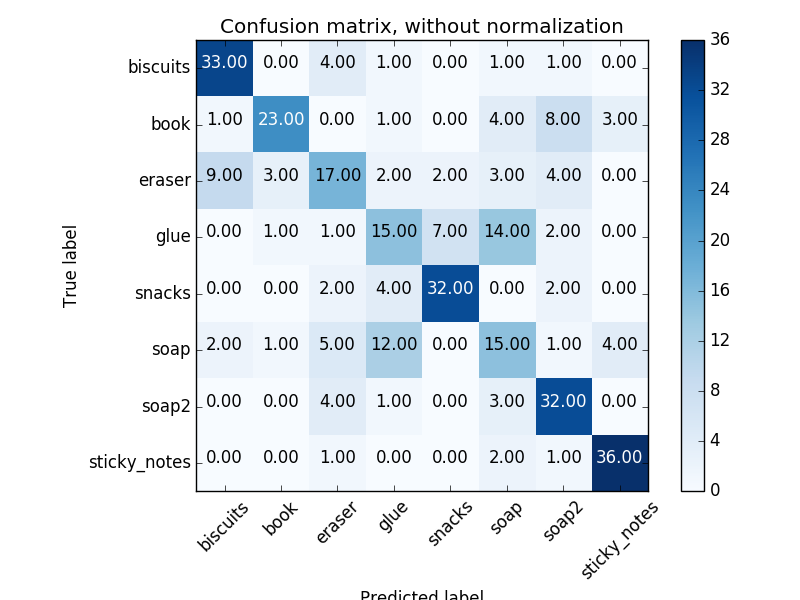 Confusion matrix, without normalization
biscuits 33.00 0.00 4.00 1.00 0.00 1.00 1.00 0.00
book 1.00 23.00 0.00 1.00 0.00 4.00 8.00 3.00
eraser 9.00 3.00 17.00 2.00 2.00 3.00 4.00 0.00
glue 0.00 1.00 1.00 15.00 7.00 14.00 2.00 0.00
snacks 0.00 0.00 2.00 4.00 32.00 0.00 2.00 0.00
soap 2.00 1.00 5.00 12.00 0.00 15.00 1.00 4.00
soap2 0.00 0.00 4.00 1.00 0.00 3.00 32.00 0.00
sticky_notes 0.00 0.00 1.00 0.00 0.00 2.00 1.00 36.00
True label
biscuits book eraser glue snacks soap soap2 sticky_notes
Predicted label
36
32
28
24
20
16
12
8
4
0